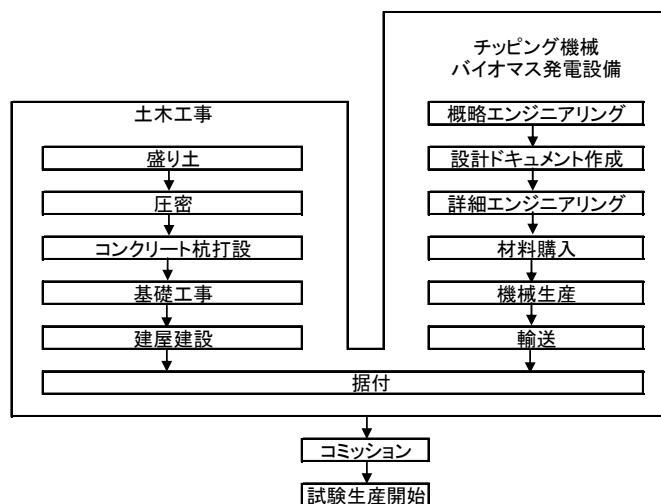 チッピング機械
バイオマス発電設備
土木工事
概略エンジニアリング
盛り土
設計ドキュメント作成
圧密
詳細エンジニアリング
コンクリート杭打設
材料購入
基礎工事
機械生産
建屋建設
輸送
据付
コミッション
試験生産開始